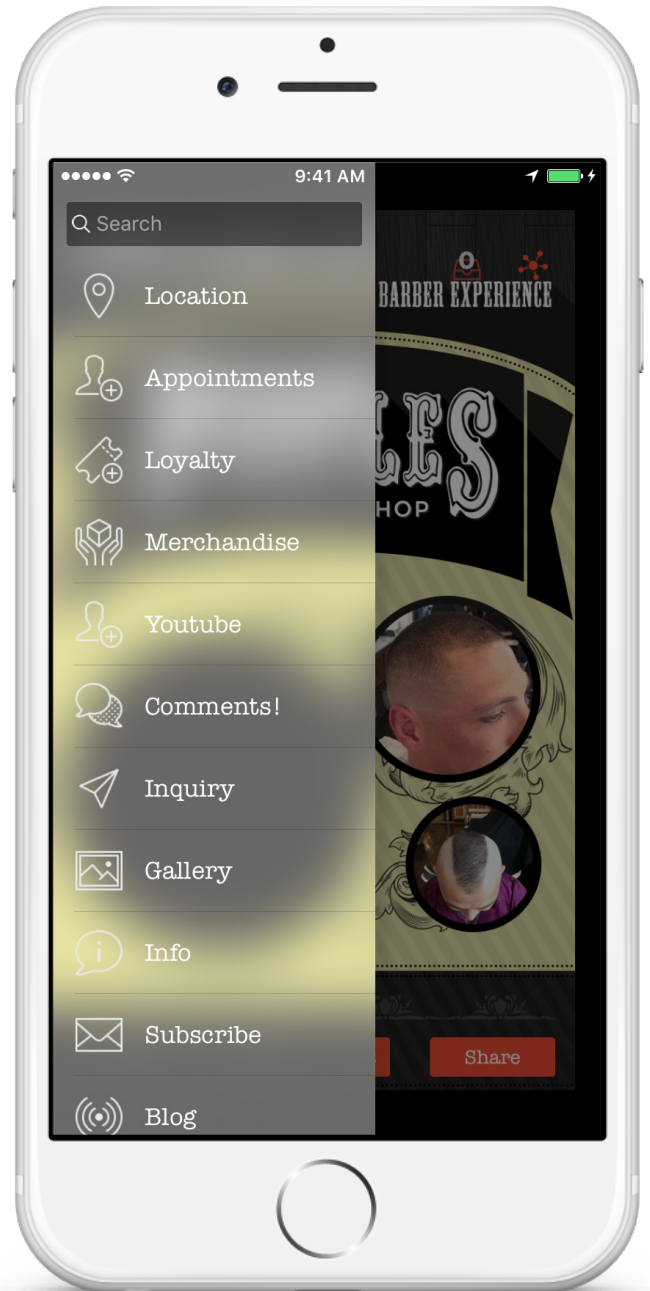 9:41 AM
Search
Location
Appointments
Loyalty
Merchandise
Youtube
Comments!
Inquiry
Gallery
Info
Subscribe
Blog
0
BARBER EXPERIENCE
LES
HOP
Share